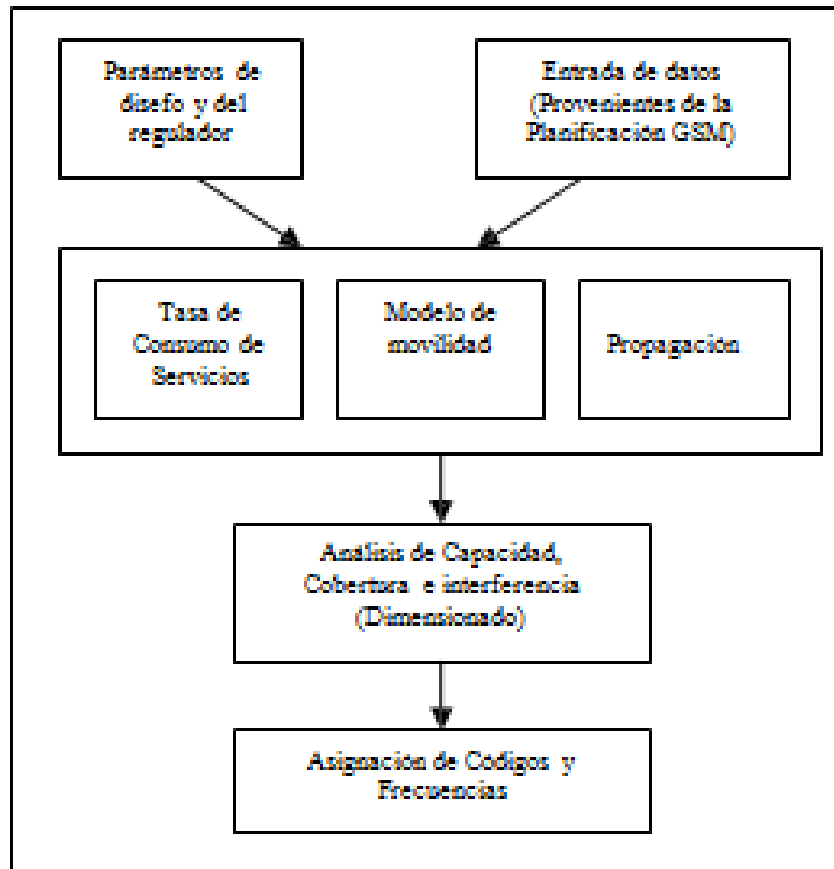 Parámetros de
diseño y del
regulador
Entrada de datos
(Provenientes de la
Planificación GSM)
Tasa de
Consumo de
Servicios
Modelo de
movilidad
Propagación
Análisis de Capacidad,
Cobertura e interferencia
(Dimensionado)
Asignación de Códigos y
Frecuencias